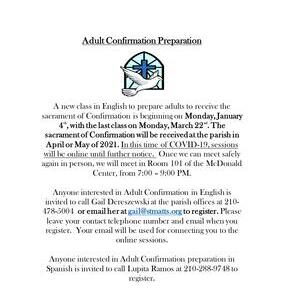 Adult Confirmation Preparation
A new class in English to prepare adults to receive the
sacrament of Confirmation is beginning on Monday, January
4th, with the last class on Monday, March 22nd. The
sacrament of Confirmation will be received at the parish in
April or May of 2021. In this time of COVID-19, sessions
will be online until further notice. Once we can meet safely
again in person, we will meet in Room 101 of the McDonald
Center, from 7:00 – 9:00 PM.
Anyone interested in Adult Confirmation in English is
invited to call Gail Dereszewski at the parish offices at 210-
478-5004 or email her at gail@stmatts.org to register. Please
leave your contact telephone number and email when you
register. Your email will be used for connecting you to the
online sessions.
Anyone interested in Adult Confirmation preparation in
Spanish is invited to call Lupita Ramos at 210-288-9748 to
register.